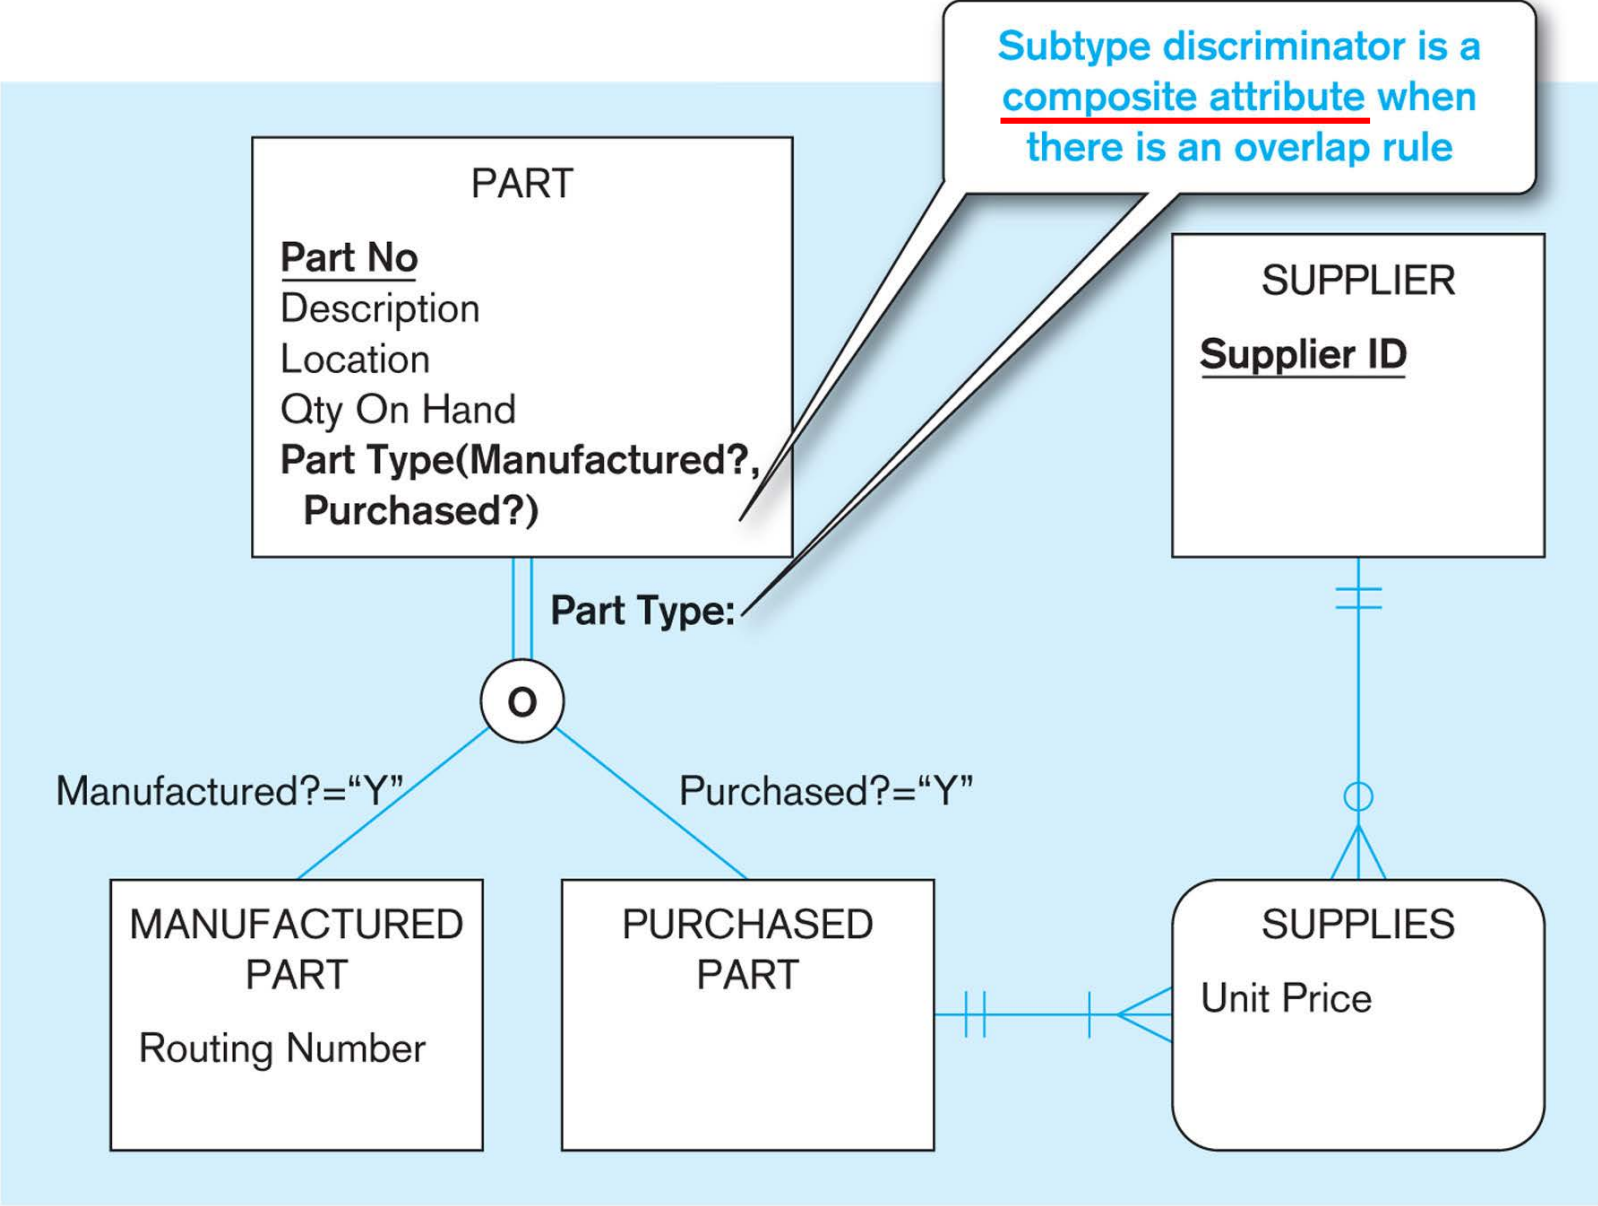 Subtype discriminator is a
composite attribute when
there is an overlap rule
PART
Part No
Description
Location
Qty On Hand
Part Type(Manufactured?,
Purchased?)
SUPPLIER
Supplier ID
Part Type:
O
Manufactured?=“Y”
Purchased?=“Y”
MANUFACTURED
PART
Routing Number
PURCHASED
PART
SUPPLIES
Unit Price